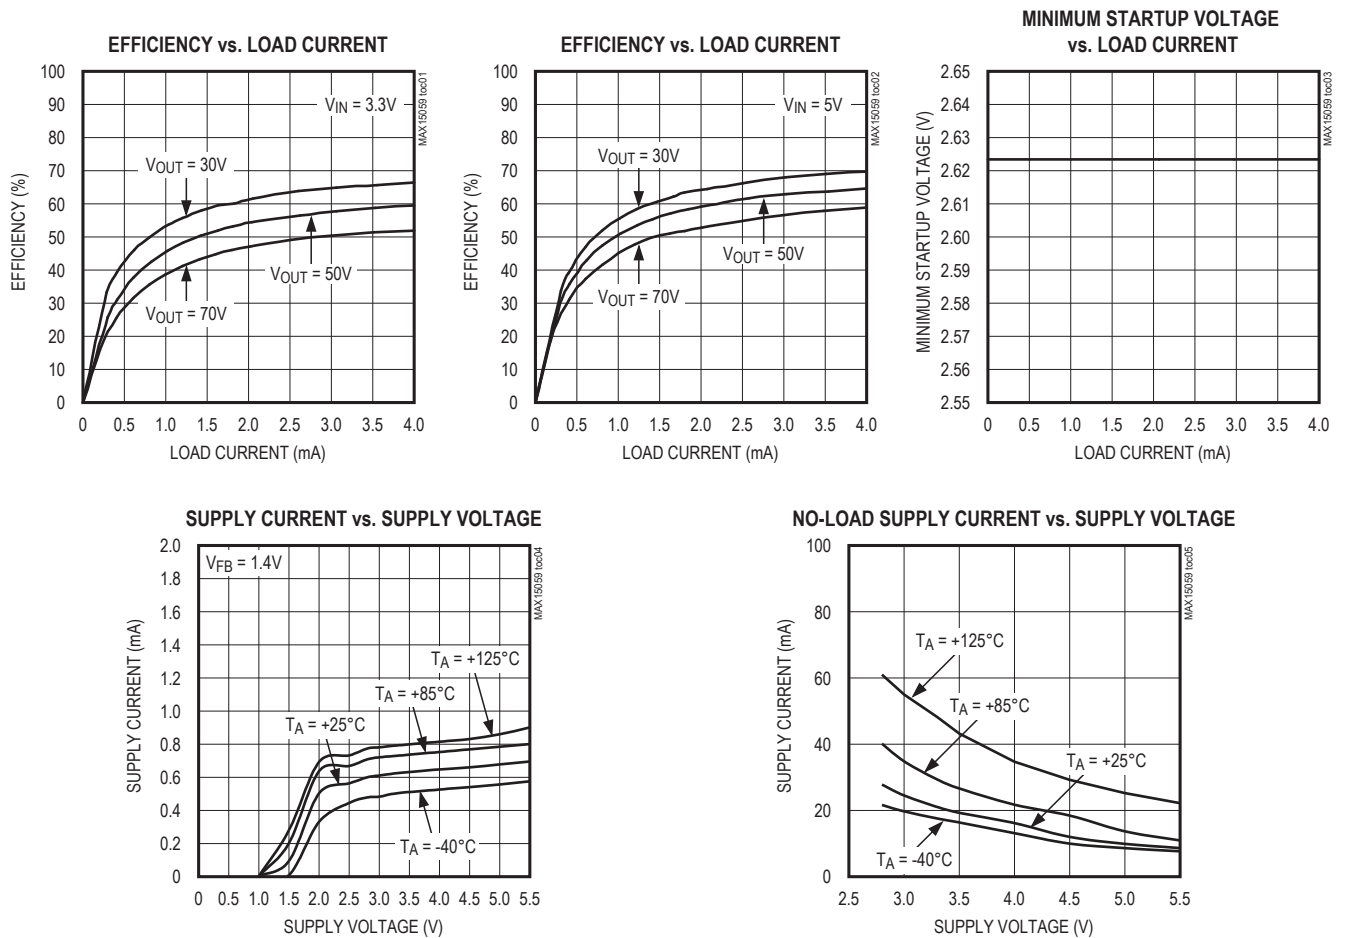 EFFICIENCY vs. LOAD CURRENT
100
90
80
70
60
50
40
30
20
10
0
EFFICIENCY (%)
VIN = 3.3V
VOUT = 30V
VOUT = 50V
VOUT = 70V
MAX15059 toc01
0 0.5 1.0 1.5 2.0 2.5 3.0 3.5 4.0
LOAD CURRENT (mA)
EFFICIENCY vs. LOAD CURRENT
100
90
80
70
60
50
40
30
20
10
0
EFFICIENCY (%)
VIN = 5V
VOUT = 30V
VOUT = 50V
VOUT = 70V
MAX15059 toc02
0 0.5 1.0 1.5 2.0 2.5 3.0 3.5 4.0
LOAD CURRENT (mA)
MINIMUM STARTUP VOLTAGE
vs. LOAD CURRENT
2.65
2.64
2.63
2.62
2.61
2.60
2.59
2.58
2.57
2.56
2.55
MINIMUM STARTUP VOLTAGE (V)
MAX15059 toc03
0 0.5 1.0 1.5 2.0 2.5 3.0 3.5 4.0
LOAD CURRENT (mA)
SUPPLY CURRENT vs. SUPPLY VOLTAGE
2.0
1.8
1.6
1.4
1.2
1.0
0.8
0.6
0.4
0.2
0
SUPPLY CURRENT (mA)
VFB = 1.4V
TA = +125°C
TA = +85°C
TA = +25°C
TA = -40°C
MAX15059 toc04
0 0.5 1.0 1.5 2.0 2.5 3.0 3.5 4.0 4.5 5.0 5.5
SUPPLY VOLTAGE (V)
NO-LOAD SUPPLY CURRENT vs. SUPPLY VOLTAGE
100
80
60
40
20
0
SUPPLY CURRENT (mA)
TA = +125°C
TA = +85°C
TA = +25°C
TA = -40°C
MAX15059 toc05
2.5 3.0 3.5 4.0 4.5 5.0 5.5
SUPPLY VOLTAGE (V)